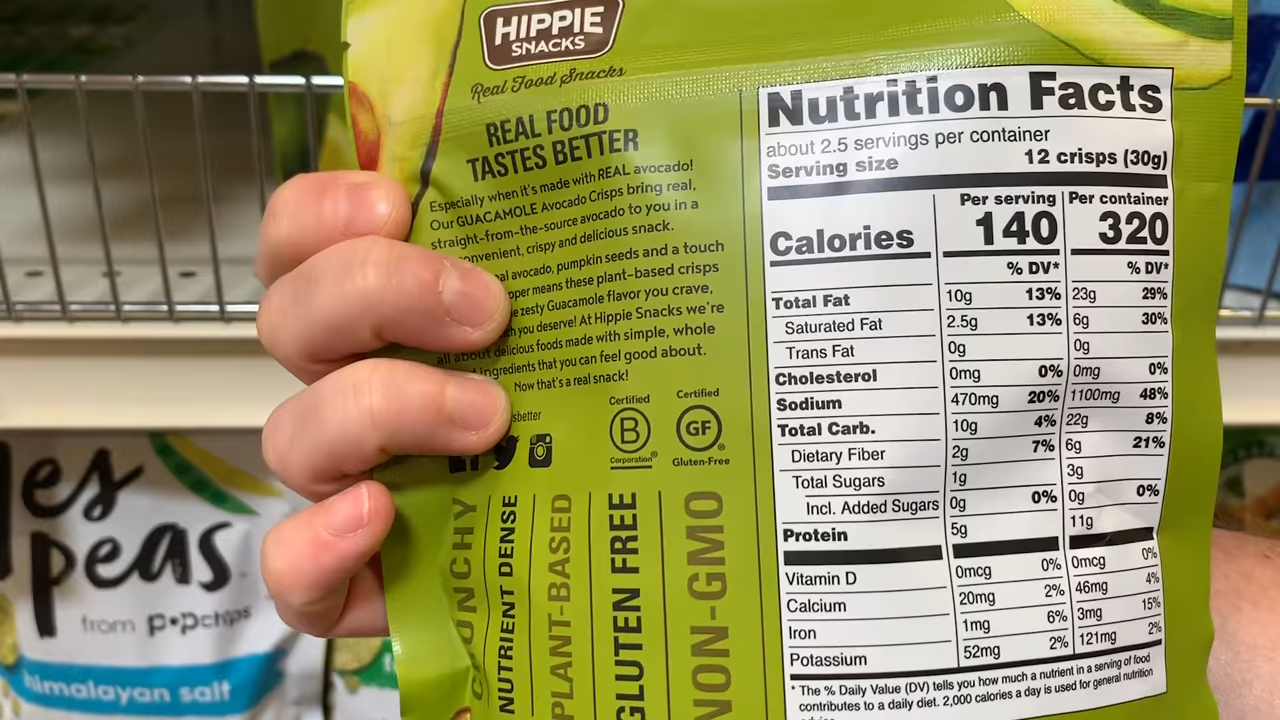 HIPPIE
SNACKS
Real Food Snacks
REAL FOOD
TASTES BETTER
Especially when it's made with REAL avocado!
Our GUACAMOLE Avocado Crisps bring real,
straight-from-the-source avocado to you in a
convenient, crispy and delicious snack.
avocado, pumpkin seeds and a touch
means these plant-based crisps
zesty Guacamole flavor you crave,
you deserve! At Hippie Snacks we're
all about delicious foods made with simple, whole
ingredients that you can feel good about.
Now that's a real snack!
Certified
B
Corporation®
Certified
GF
®
Gluten-Free
NUTRIENT DENSE
PLANT-BASED
GLUTEN FREE
NON-GMO
Nutrition Facts
about 2.5 servings per container
Serving size 12 crisps (30g)
Per serving Per container
Calories 140 320
% DV* % DV*
Total Fat 10g 13% 23g 29%
Saturated Fat 2.5g 13% 6g 30%
Trans Fat 0g 0g
Cholesterol 0mg 0% 0mg 0%
Sodium 470mg 20% 1100mg 48%
Total Carb. 10g 4% 22g 8%
Dietary Fiber 2g 7% 6g 21%
Total Sugars 1g 3g
Incl. Added Sugars 0g 0% 0g 0%
Protein 5g 11g
Vitamin D 0mcg 0% 0mcg 0%
Calcium 20mg 2% 46mg 4%
Iron 1mg 6% 3mg 15%
Potassium 52mg 2% 121mg 2%
* The % Daily Value (DV) tells you how much a nutrient in a serving of food
contributes to a daily diet. 2,000 calories a day is used for general nutrition
peas
from popchips
himalayan salt